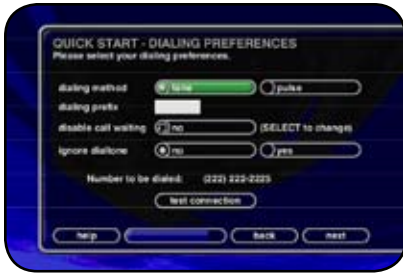 QUICK START - DIALING PREFERENCES
Please select your dialing preferences.
dialing method tone pulse
dialing prefix
disable call waiting no (SELECT to change)
ignore dialtone no yes
Number to be dialed: (222) 222-2225
test connection
help back next